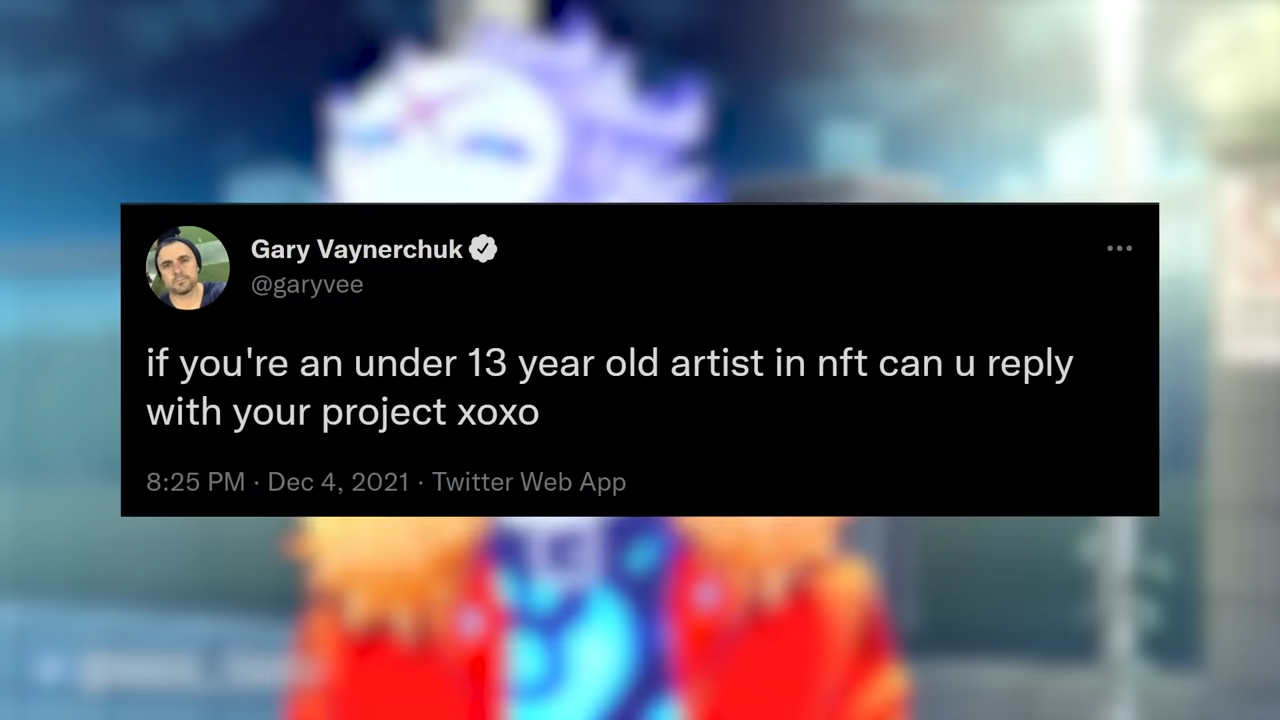 Gary Vaynerchuk
@garyvee
if you're an under 13 year old artist in nft can u reply
with your project xoxo
8:25 PM · Dec 4, 2021 · Twitter Web App